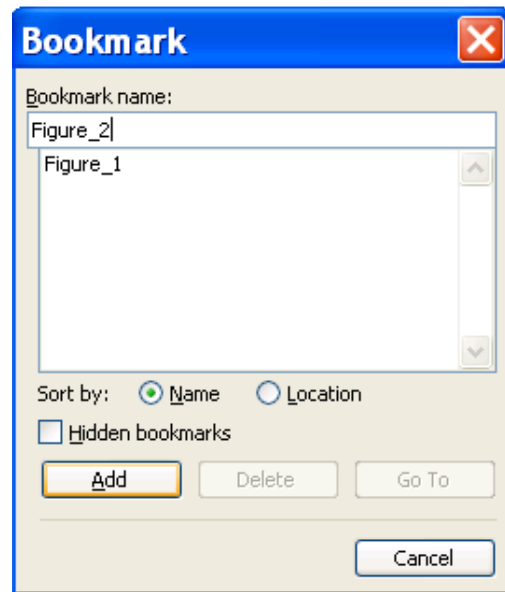 Bookmark
Bookmark name:
Figure_2
Figure_1
Sort by: Name Location
Hidden bookmarks
Add Delete Go To
Cancel